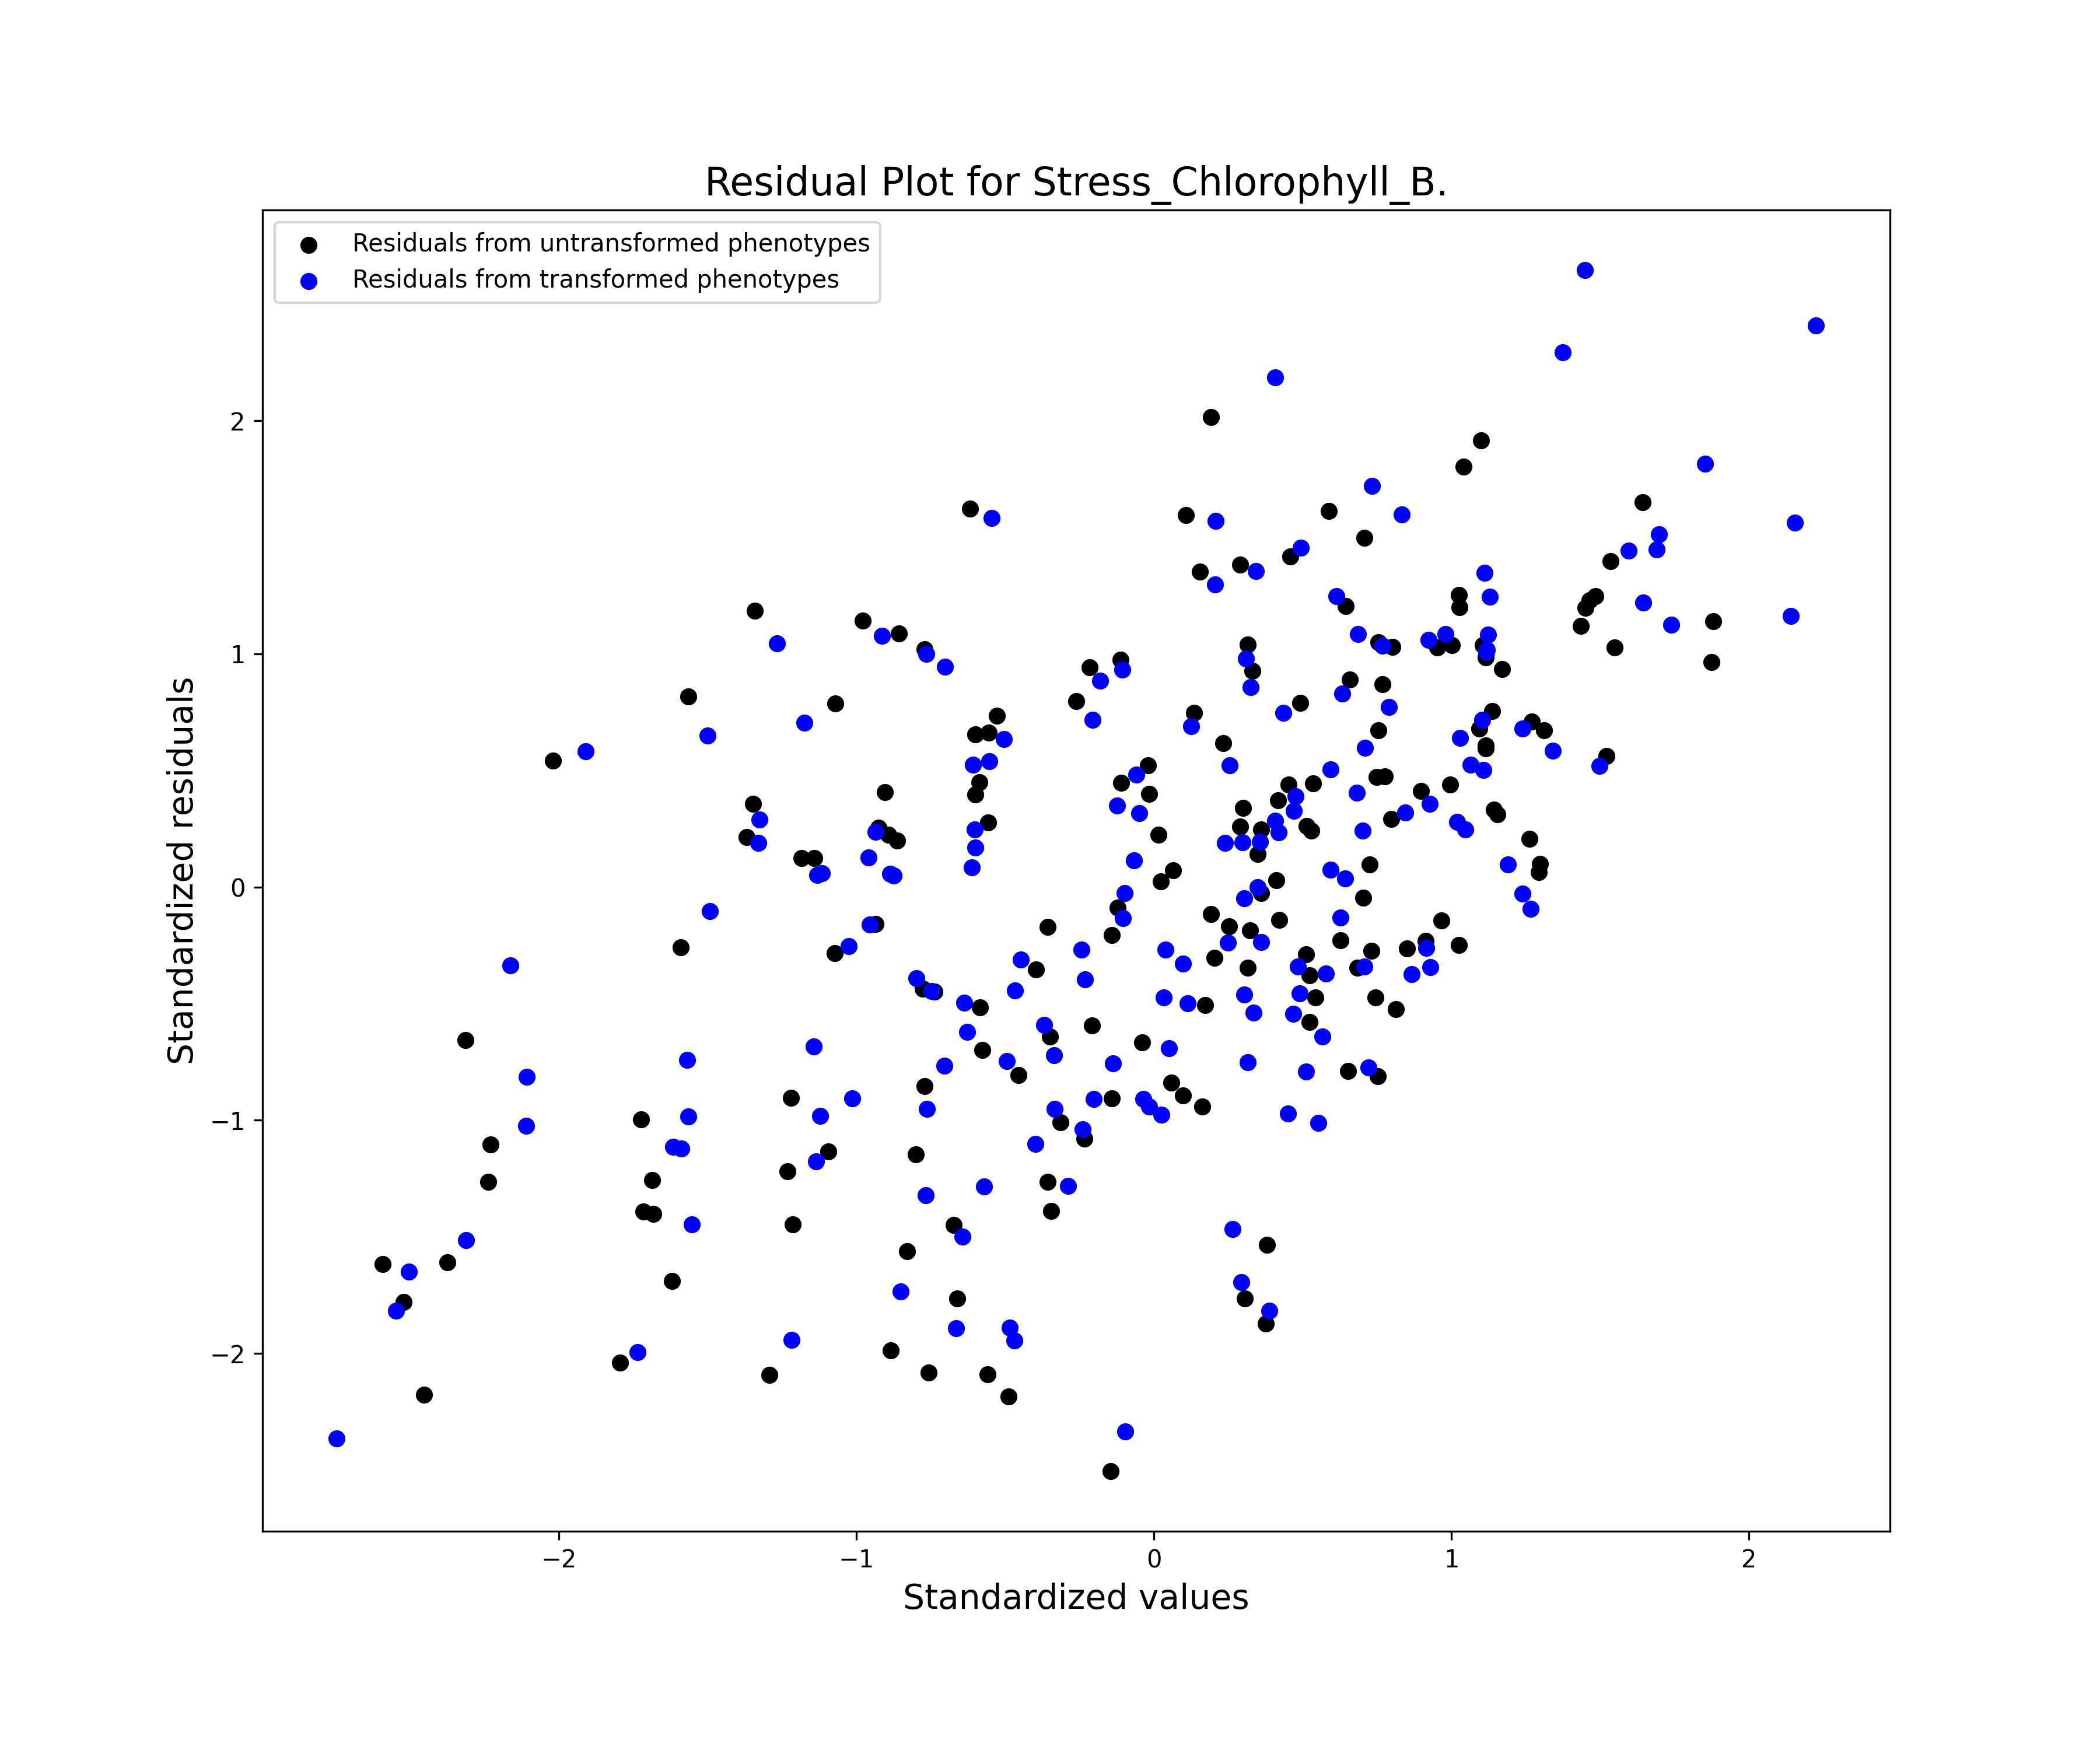 Residual Plot for Stress_Chlorophyll_B.
Residuals from untransformed phenotypes
Residuals from transformed phenotypes
2
1
0
−1
−2
Standardized residuals
−2 −1 0 1 2
Standardized values